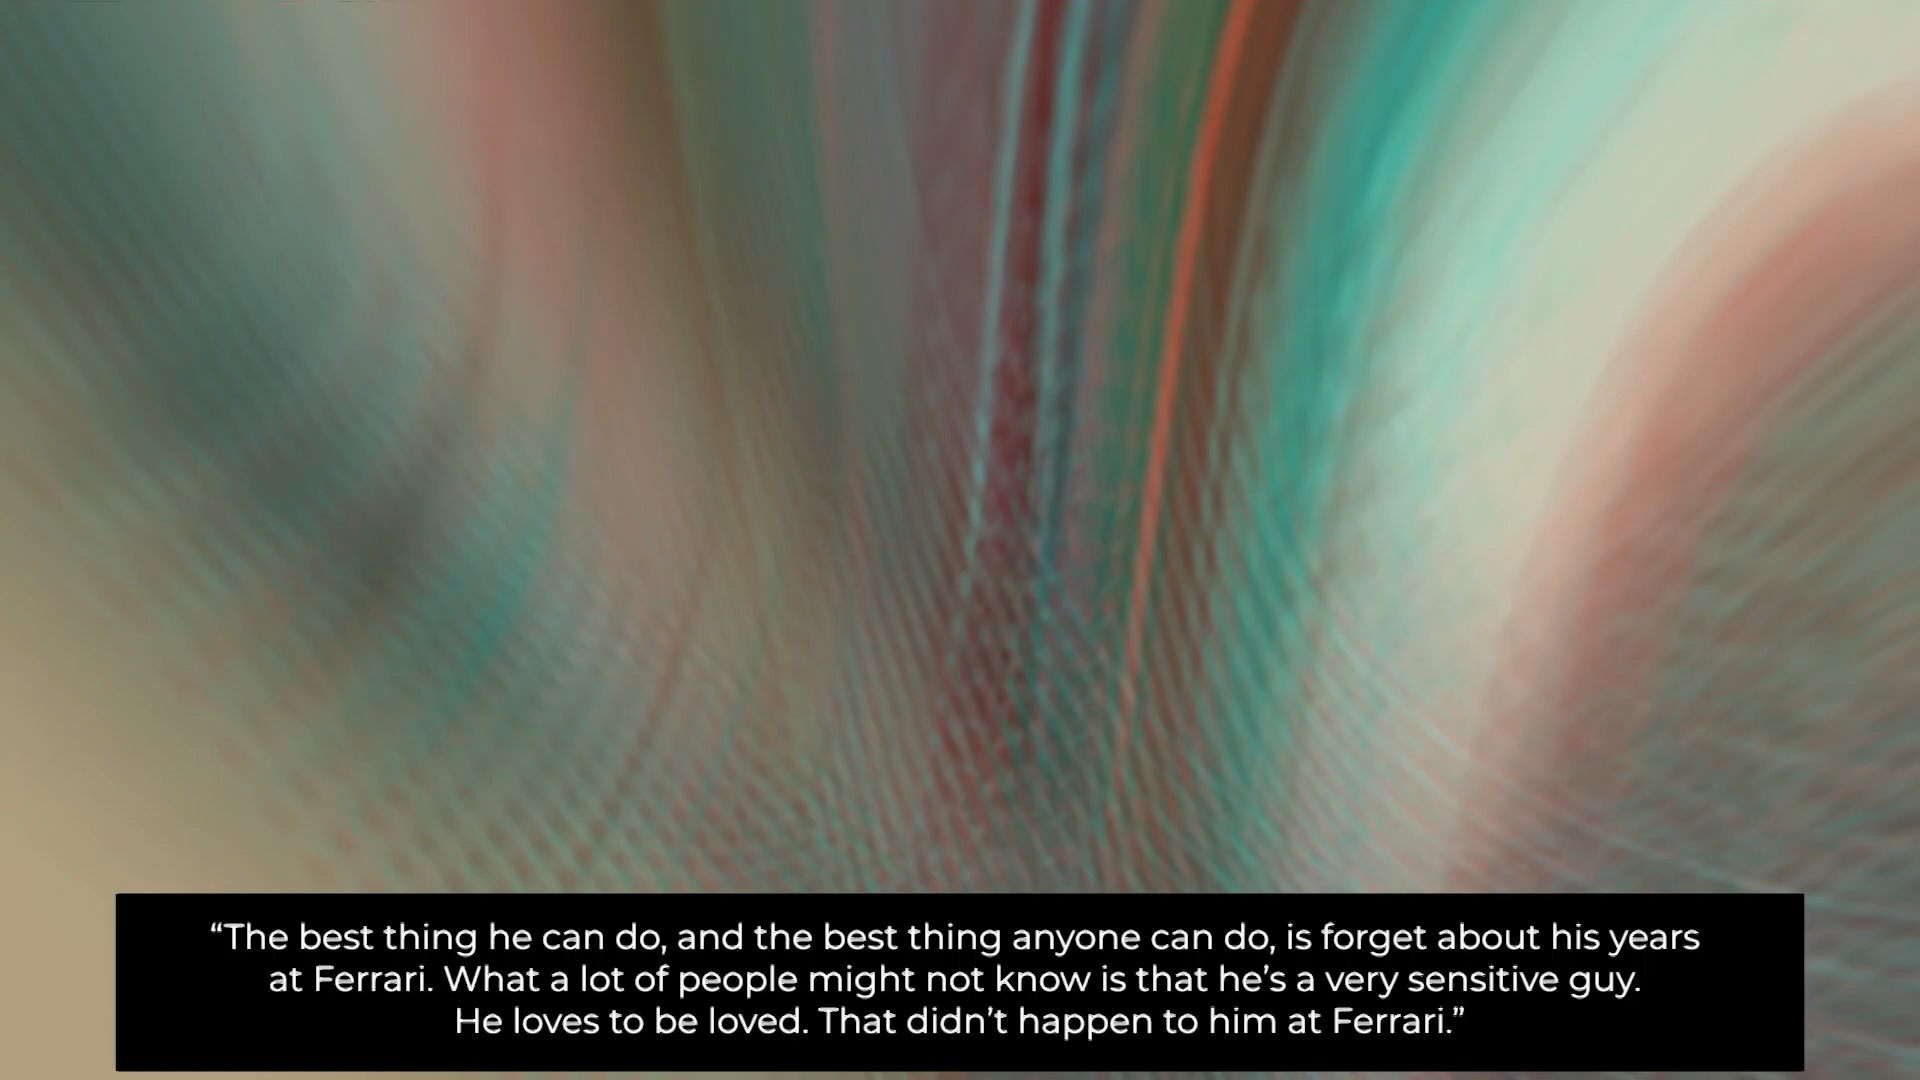 “The best thing he can do, and the best thing anyone can do, is forget about his years
at Ferrari. What a lot of people might not know is that he’s a very sensitive guy.
He loves to be loved. That didn’t happen to him at Ferrari.”